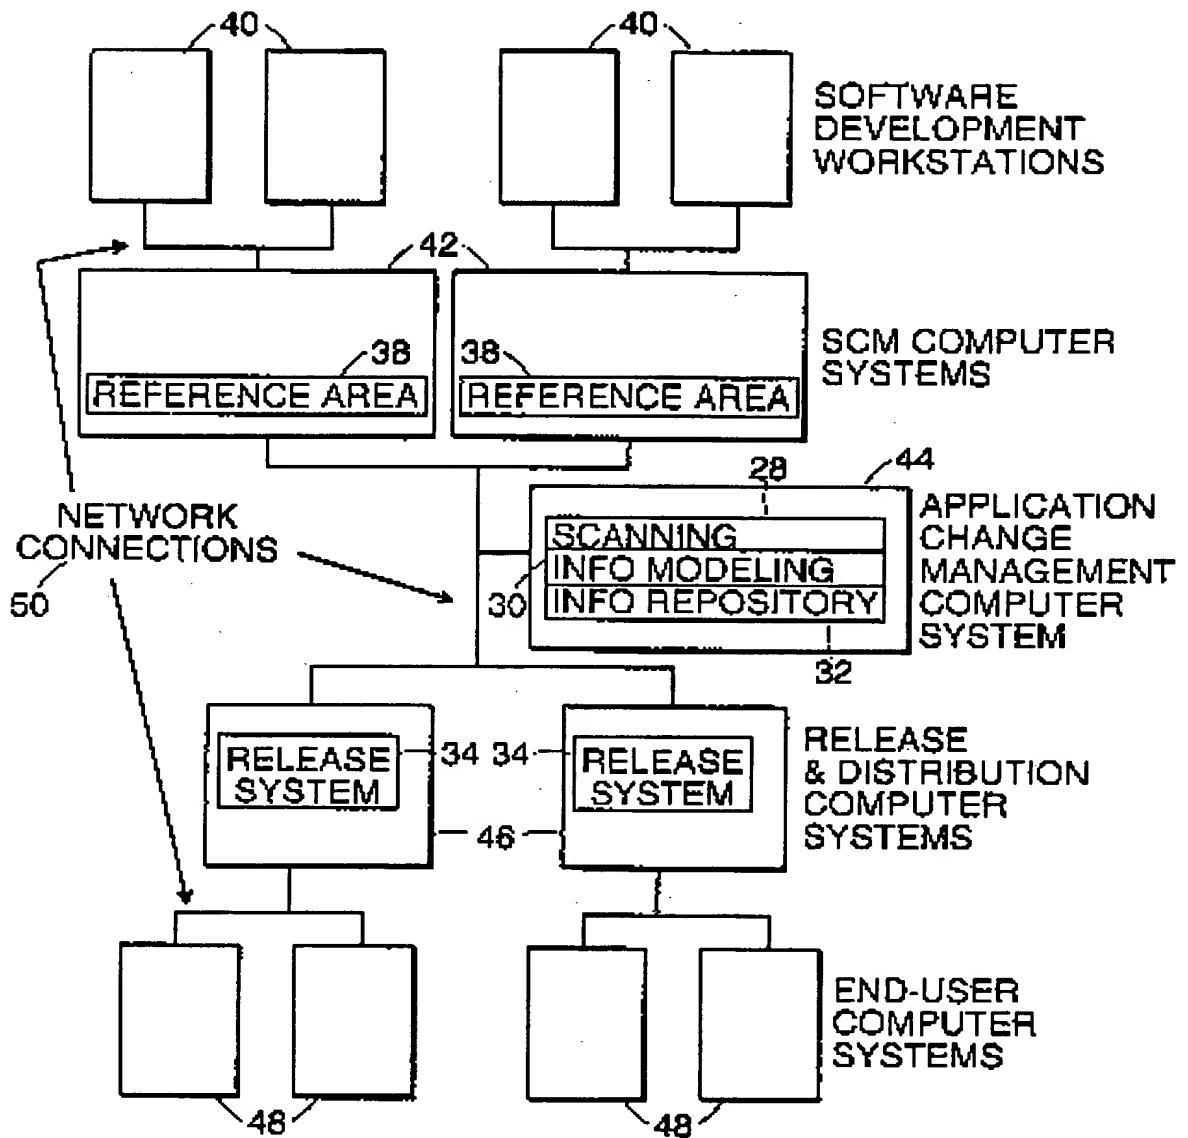 40
40
SOFTWARE
DEVELOPMENT
WORKSTATIONS
42
SCM COMPUTER
SYSTEMS
38
38
REFERENCE AREA
REFERENCE AREA
28
44
APPLICATION
CHANGE
MANAGEMENT
COMPUTER
SYSTEM
NETWORK
CONNECTIONS
50
SCANNING
INFO MODELING
INFO REPOSITORY
30
32
RELEASE
SYSTEM
34
34
RELEASE
SYSTEM
46
RELEASE
& DISTRIBUTION
COMPUTER
SYSTEMS
END-USER
COMPUTER
SYSTEMS
48
48